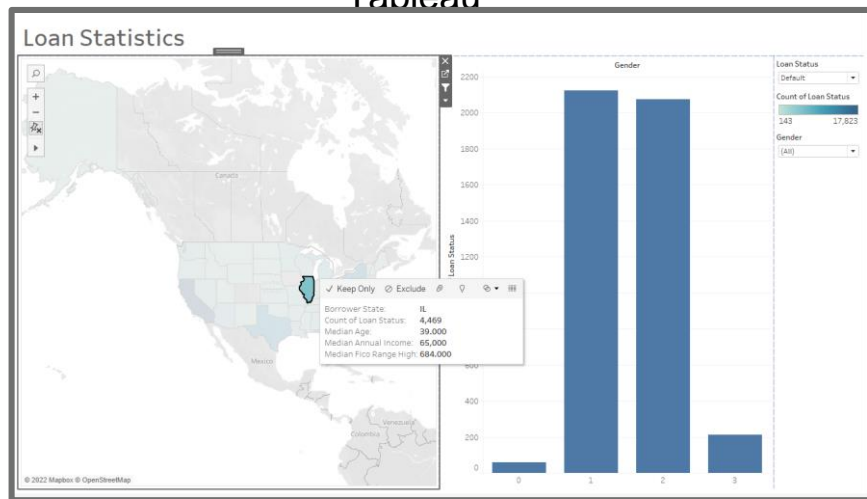 Tableau
Loan Statistics
Canada
Mexico
Venezuela
Colombia
© 2022 Mapbox © OpenStreetMap
Keep Only
Exclude
Borrower State: IL
Count of Loan Status: 4,469
Median Age: 39.000
Median Annual Income: 65,000
Median Fico Range High: 684.000
Gender
2200
2000
1800
1600
1400
1200
600
400
200
0
Loan Status
0 1 2 3
Loan Status
Default
Count of Loan Status
143 17,823
Gender
(All)